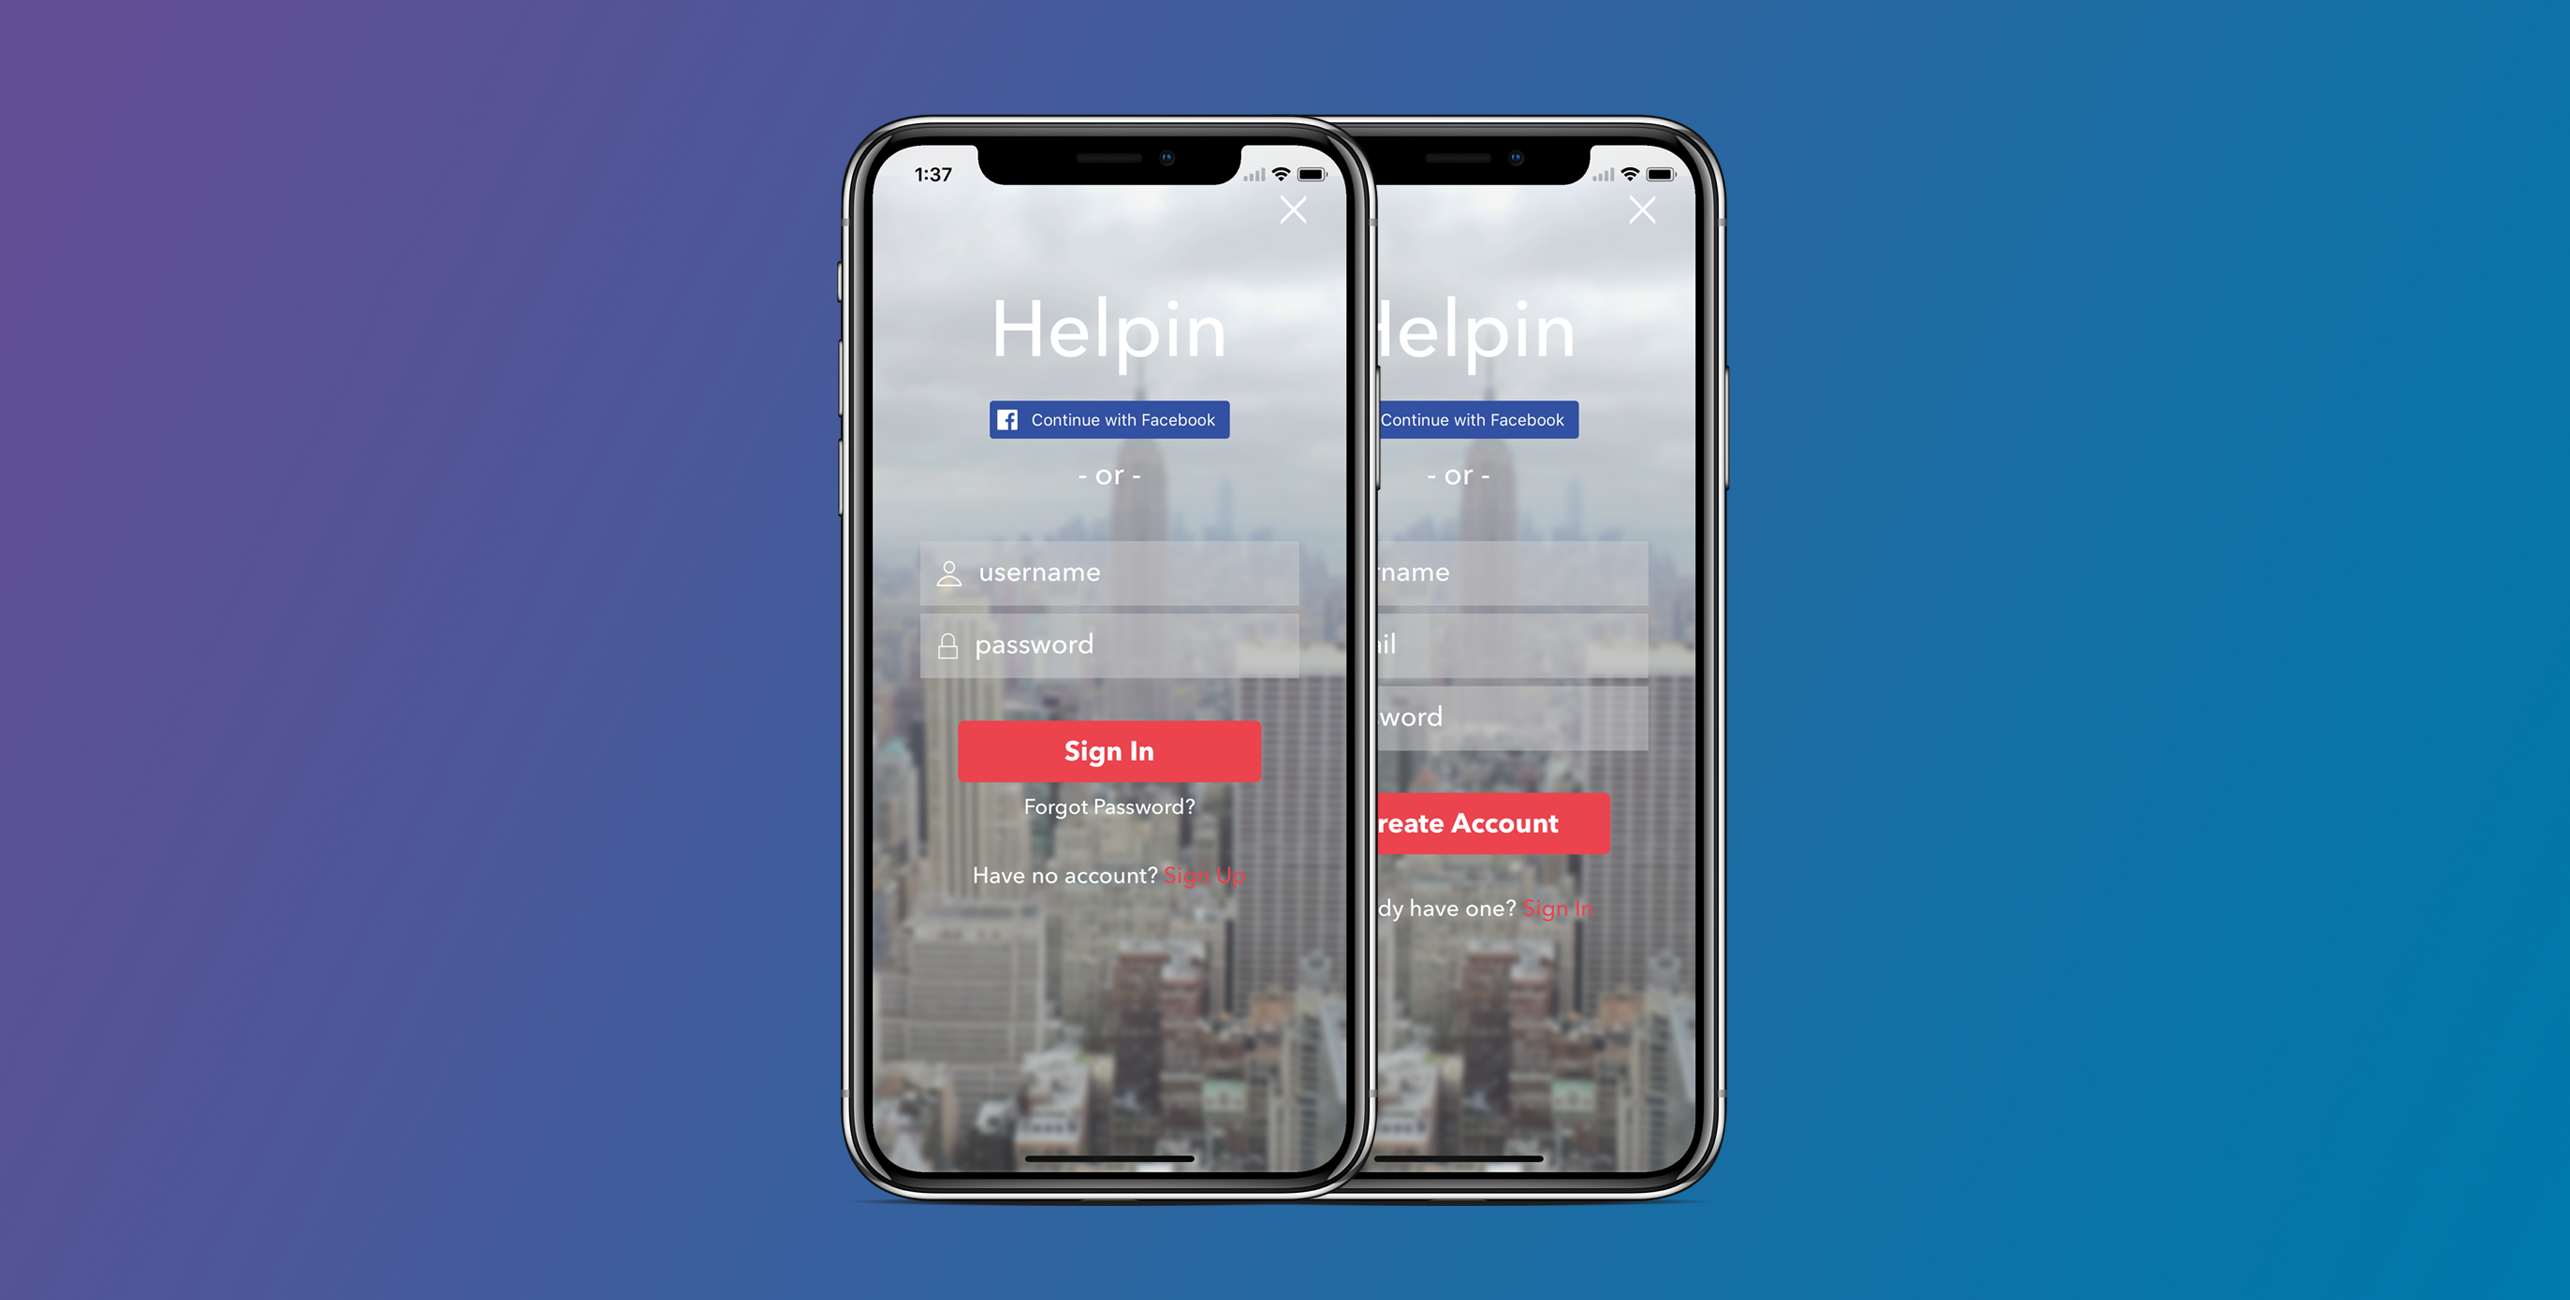 1:37
Helpin
Continue with Facebook
- or -
username
password
Sign In
Forgot Password?
Have no account? Sign Up
elpin
Continue with Facebook
- or -
name
il
word
reate Account
dy have one? Sign In